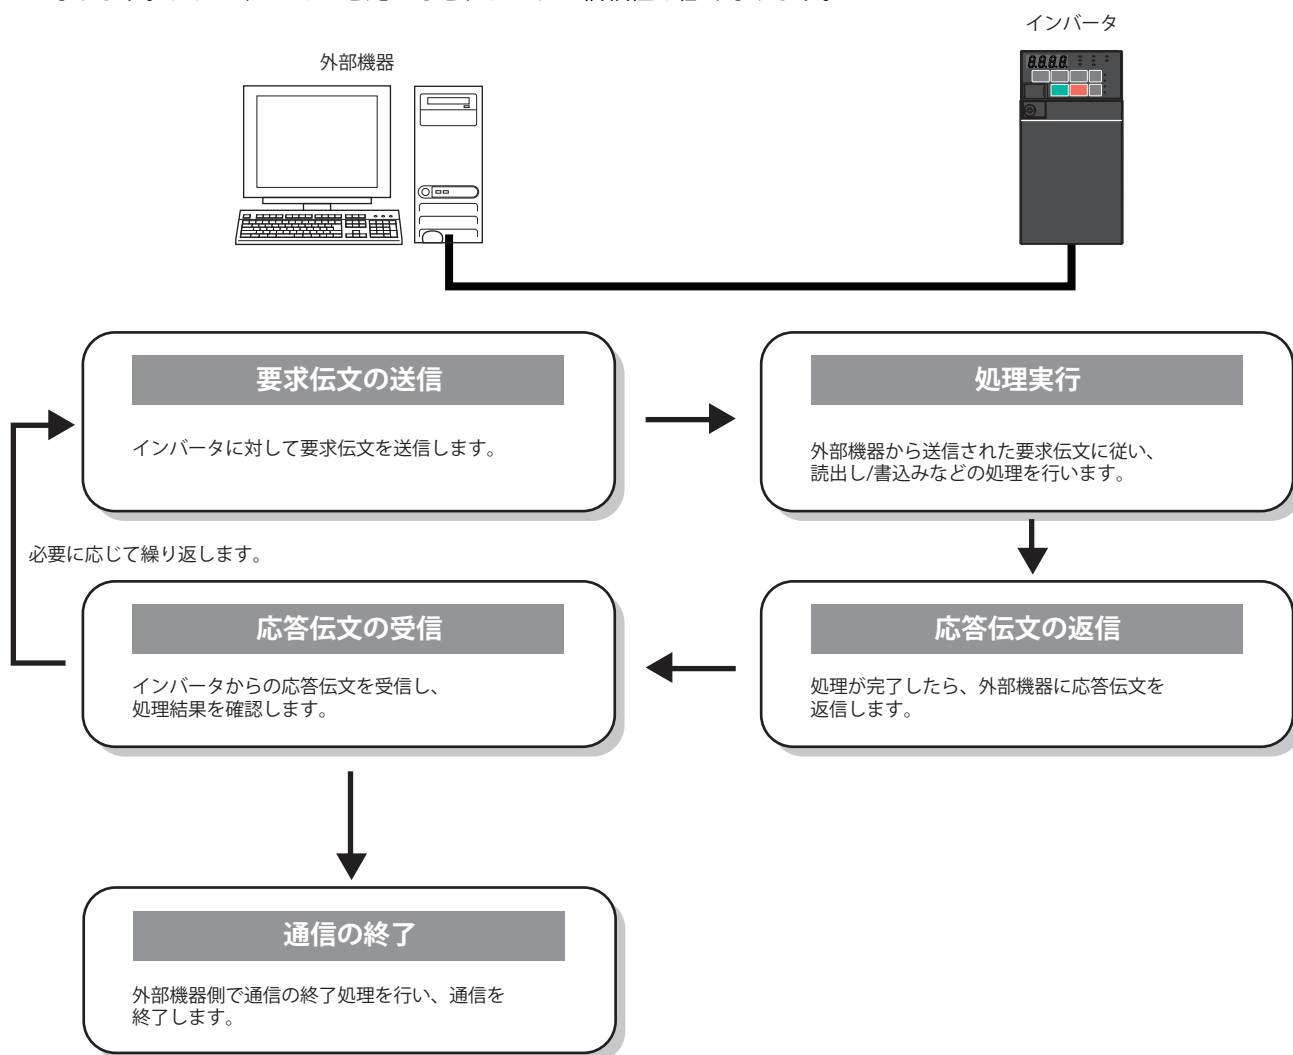 インバータ
外部機器
8.8.8.8.
要求伝文の送信
インバータに対して要求伝文を送信します。
処理実行
外部機器から送信された要求伝文に従い、
読出し/書込みなどの処理を行います。
必要に応じて繰り返します。
応答伝文の受信
インバータからの応答伝文を受信し、
処理結果を確認します。
応答伝文の返信
処理が完了したら、外部機器に応答伝文を
返信します。
通信の終了
外部機器側で通信の終了処理を行い、通信を
終了します。